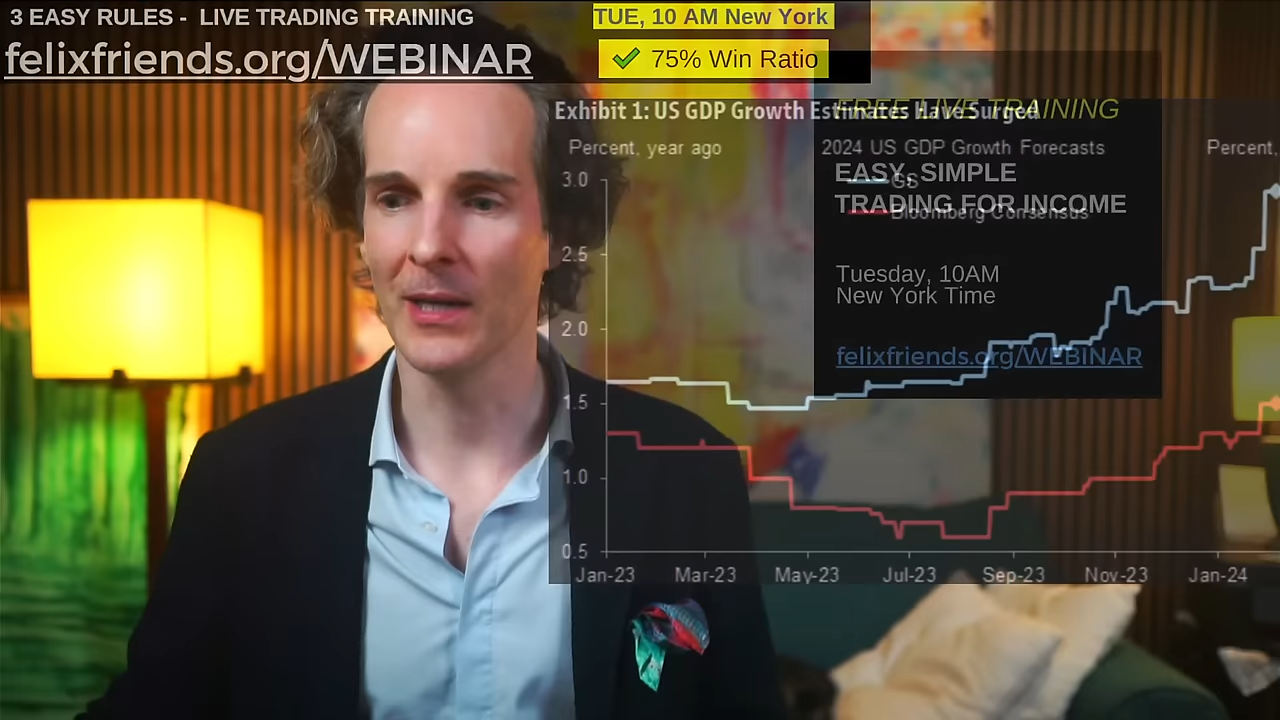 3 EASY RULES - LIVE TRADING TRAINING
felixfriends.org/WEBINAR
TUE, 10 AM New York
75% Win Ratio
Exhibit 1: US GDP Growth Estimates Have Surged
FREE LIVE TRAINING
Percent, year ago
2024 US GDP Growth Forecasts
Percent,
EASY, SIMPLE
GS
TRADING FOR INCOME
Bloomberg Consensus
Tuesday, 10AM
New York Time
felixfriends.org/WEBINAR
3.0
2.5
2.0
1.5
1.0
0.5
Jan-23 Mar-23 May-23 Jul-23 Sep-23 Nov-23 Jan-24